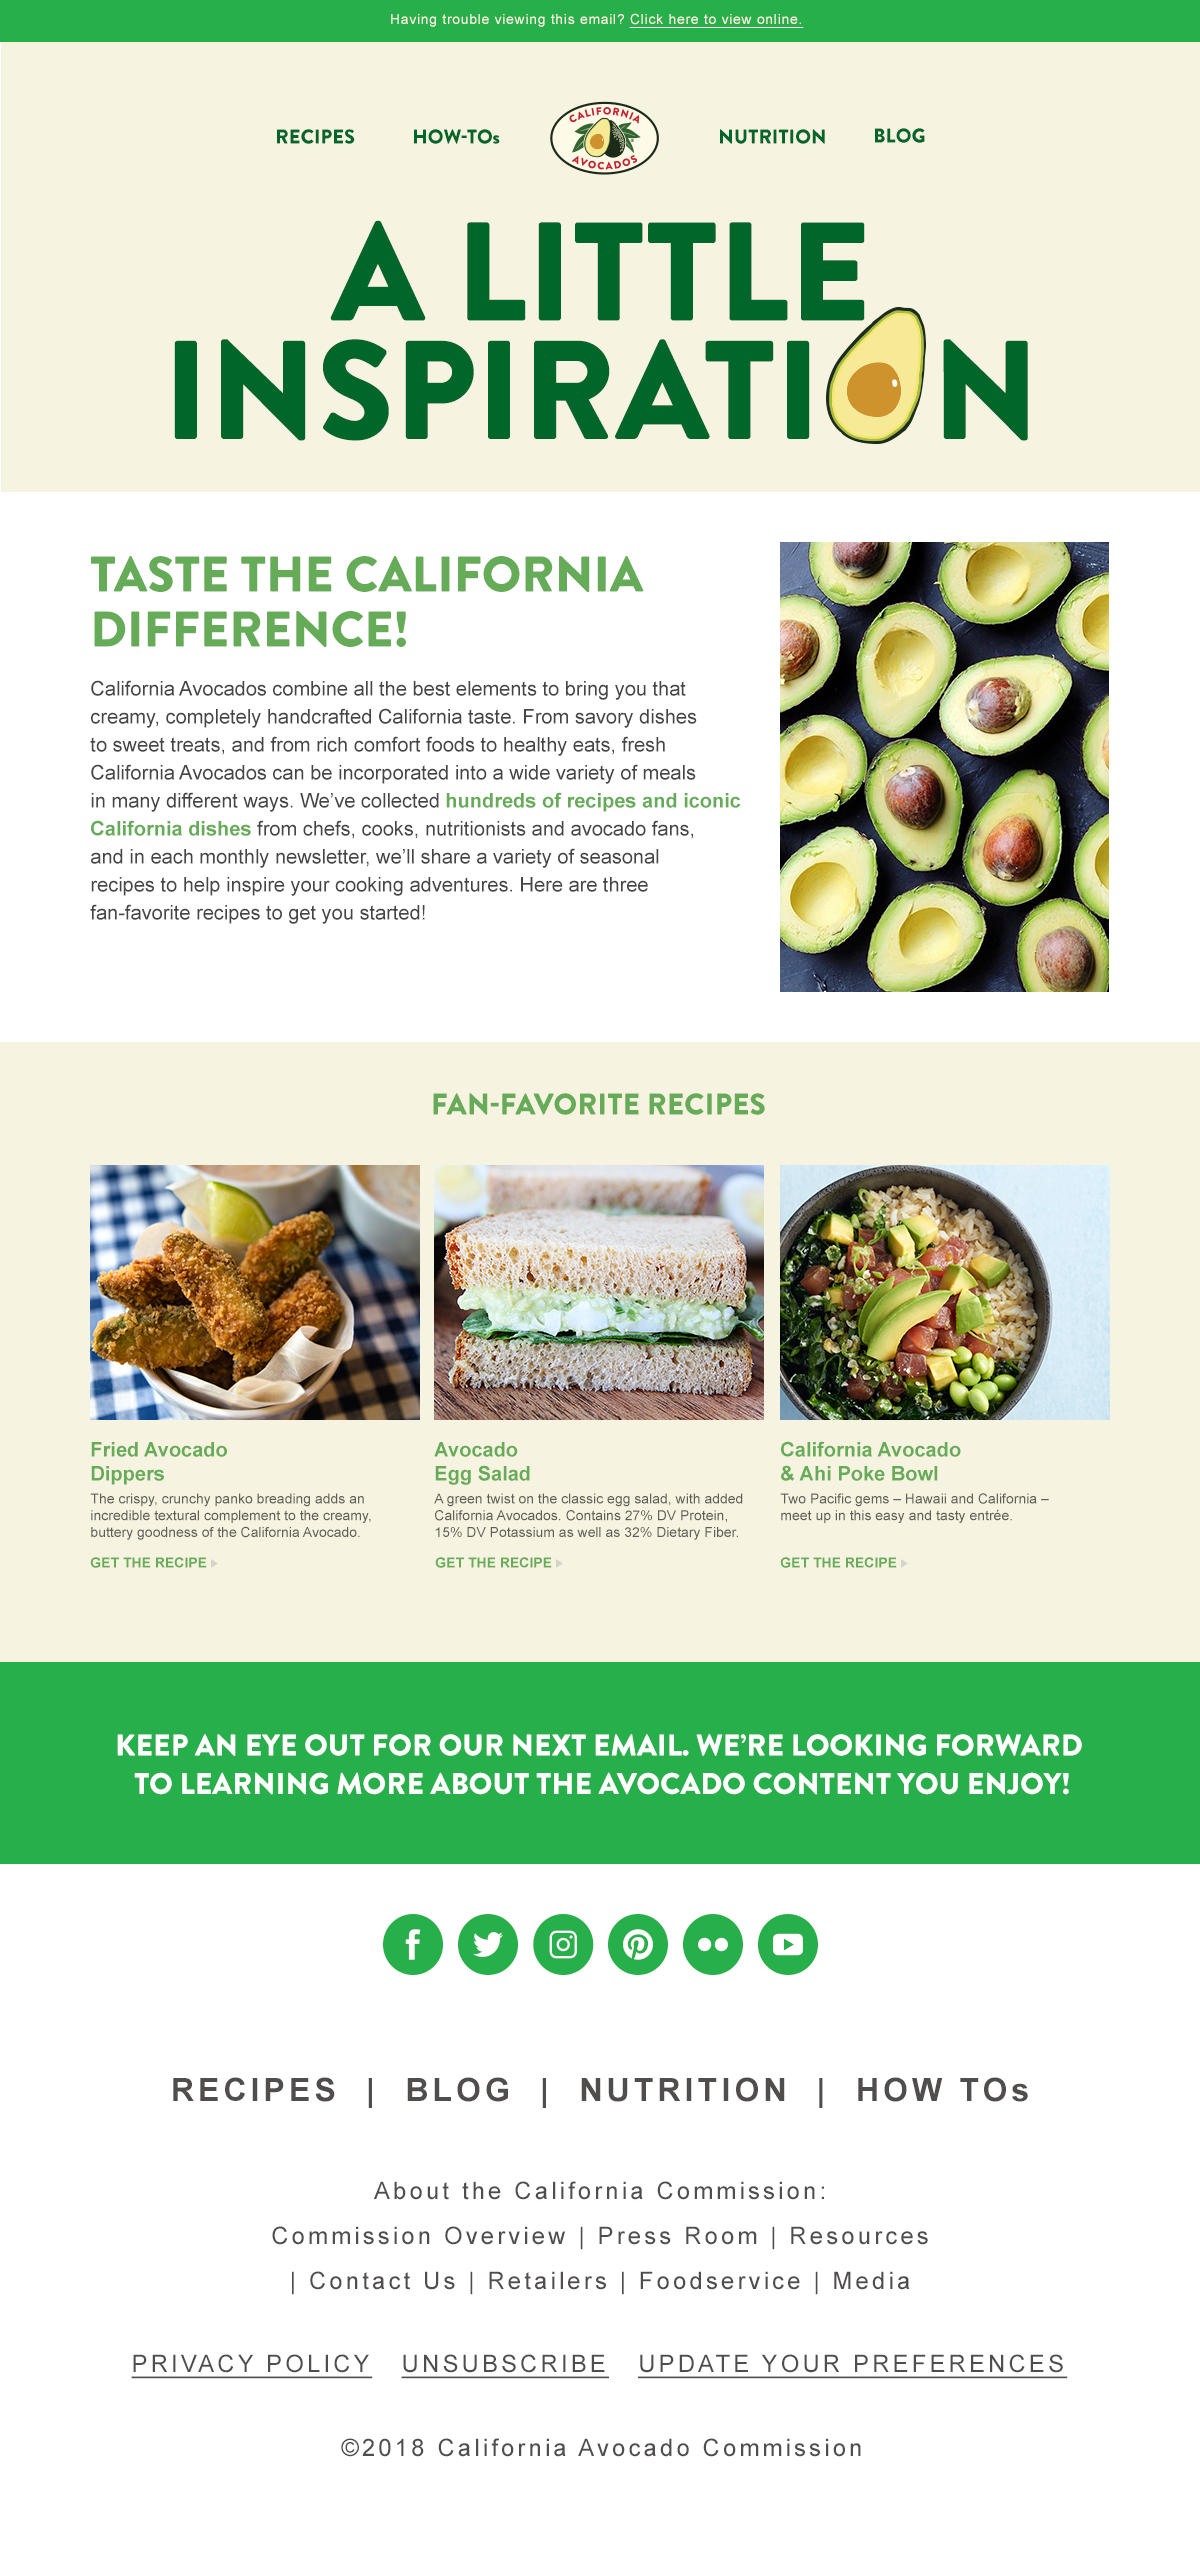 Having trouble viewing this email? Click here to view online.
RECIPES
HOW-TOs
CALIFORNIA
AVOCADOS
NUTRITION
BLOG
A LITTLE
INSPIRATION
TASTE THE CALIFORNIA
DIFFERENCE!
California Avocados combine all the best elements to bring you that
creamy, completely handcrafted California taste. From savory dishes
to sweet treats, and from rich comfort foods to healthy eats, fresh
California Avocados can be incorporated into a wide variety of meals
in many different ways. We’ve collected hundreds of recipes and iconic
California dishes from chefs, cooks, nutritionists and avocado fans,
and in each monthly newsletter, we’ll share a variety of seasonal
recipes to help inspire your cooking adventures. Here are three
fan-favorite recipes to get you started!
FAN-FAVORITE RECIPES
Fried Avocado
Dippers
The crispy, crunchy panko breading adds an
incredible textural complement to the creamy,
buttery goodness of the California Avocado.
GET THE RECIPE
Avocado
Egg Salad
A green twist on the classic egg salad, with added
California Avocados. Contains 27% DV Protein,
15% DV Potassium as well as 32% Dietary Fiber.
GET THE RECIPE
California Avocado
& Ahi Poke Bowl
Two Pacific gems – Hawaii and California –
meet up in this easy and tasty entrée.
GET THE RECIPE
KEEP AN EYE OUT FOR OUR NEXT EMAIL. WE’RE LOOKING FORWARD
TO LEARNING MORE ABOUT THE AVOCADO CONTENT YOU ENJOY!
RECIPES | BLOG | NUTRITION | HOW TOs
About the California Commission:
Commission Overview | Press Room | Resources
| Contact Us | Retailers | Foodservice | Media
PRIVACY POLICY UNSUBSCRIBE UPDATE YOUR PREFERENCES
©2018 California Avocado Commission